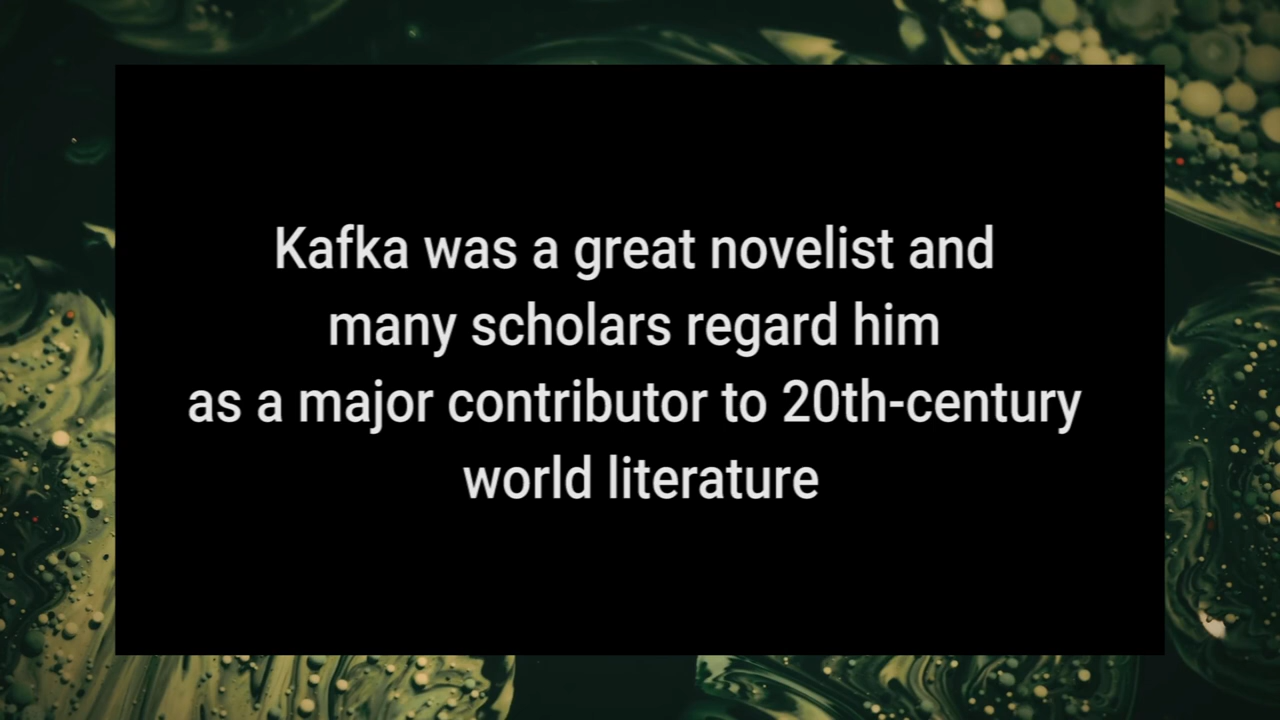 Kafka was a great novelist and
many scholars regard him
as a major contributor to 20th-century
world literature